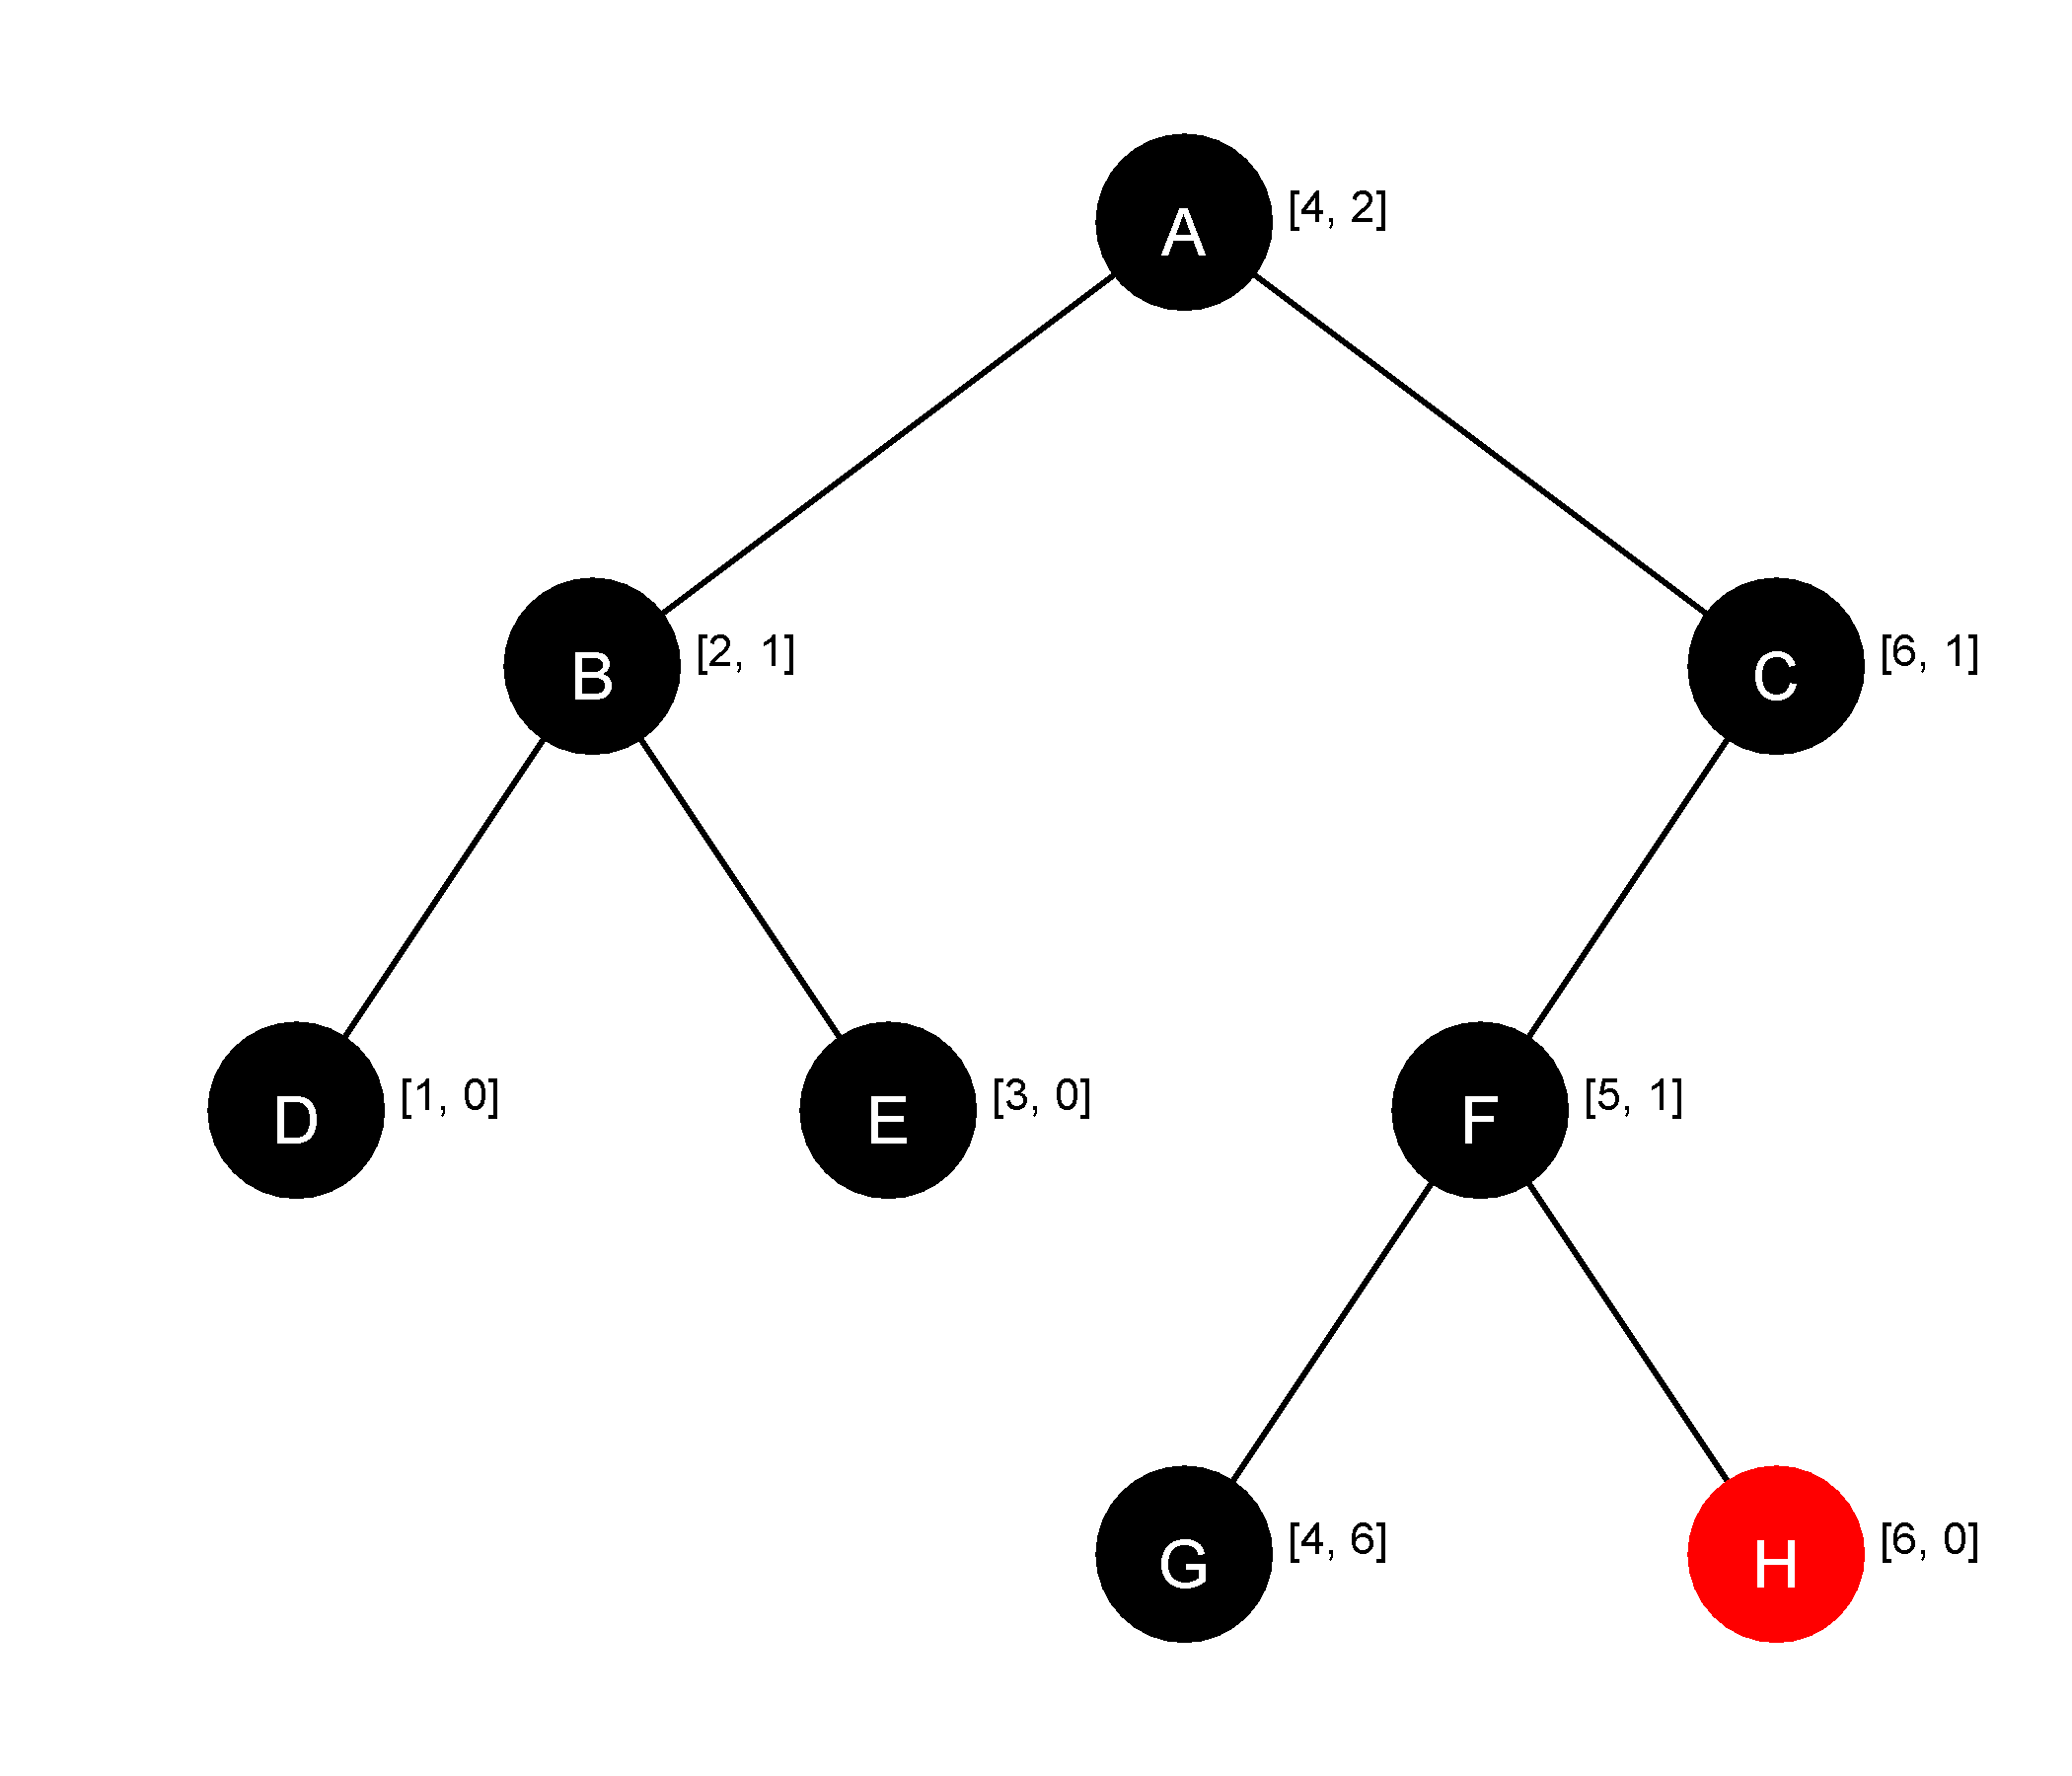 A [4, 2]
B [2, 1] C [6, 1]
D [1, 0] E [3, 0] F [5, 1]
G [4, 6] H [6, 0]